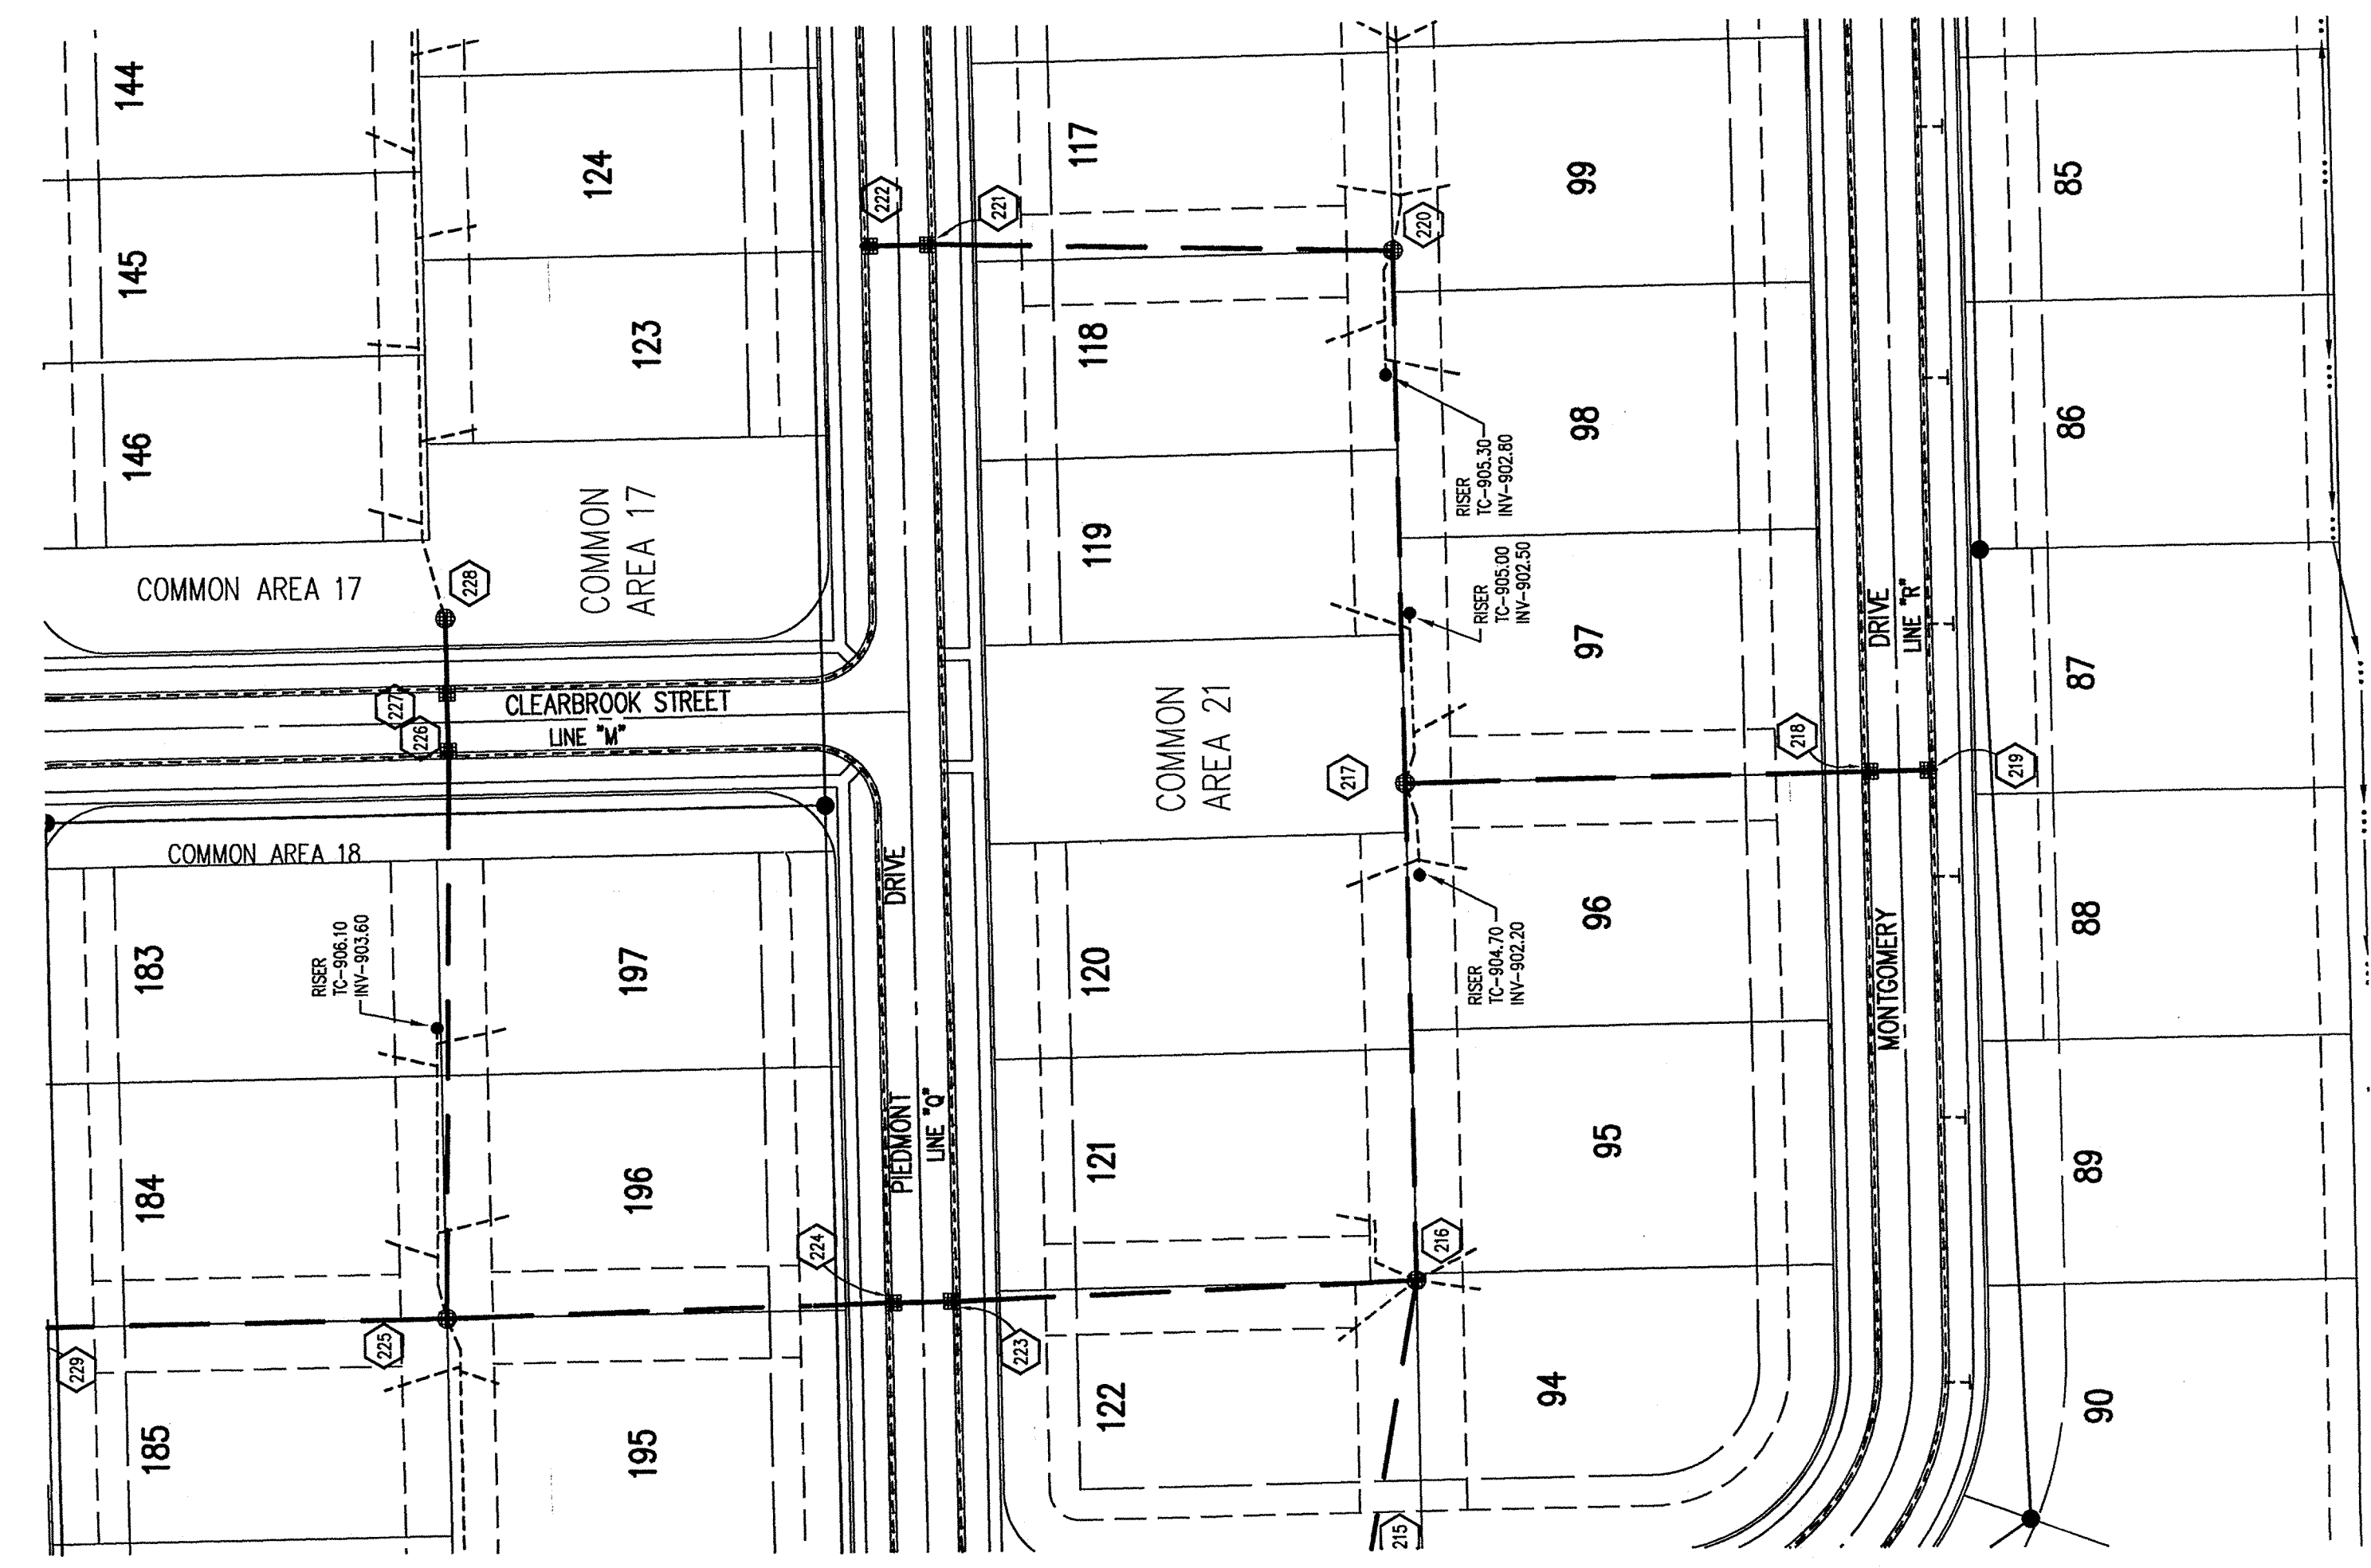 144
145
146
COMMON AREA 17
124
123
COMMON
AREA 17
228
227
226
CLEARBROOK STREET
LINE "M"
COMMON AREA 18
183
184
185
RISER
TC-906.10
INV-903.60
197
196
195
229
225
224
223
222
221
220
DRIVE
PIEDMONT
LINE "Q"
117
118
119
COMMON
AREA 21
120
121
122
217
216
215
99
98
97
96
95
94
RISER
TC-905.30
INV-902.80
RISER
TC-905.00
INV-902.50
RISER
TC-904.70
INV-902.20
218
219
DRIVE
LINE "R"
MONTGOMERY
85
86
87
88
89
90